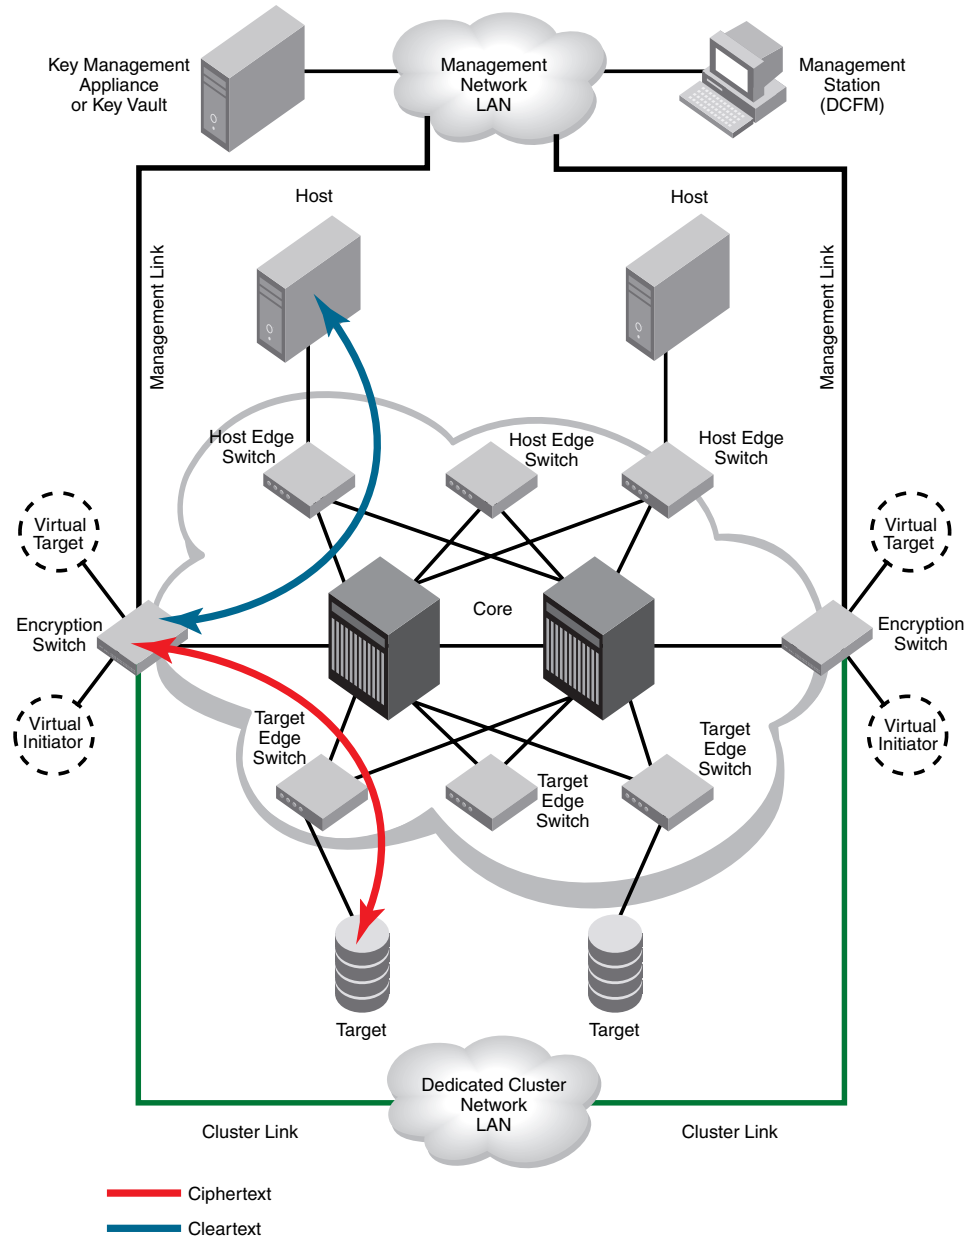 Key Management
Appliance
or Key Vault
Management
Network
LAN
Management
Station
(DCFM)
Host
Host
Management Link
Management Link
Host Edge
Switch
Host Edge
Switch
Host Edge
Switch
Virtual
Target
Virtual
Target
Encryption
Switch
Core
Encryption
Switch
Virtual
Initiator
Virtual
Initiator
Target
Edge
Switch
Target
Edge
Switch
Target
Edge
Switch
Target
Target
Dedicated Cluster
Network
LAN
Cluster Link
Cluster Link
Ciphertext
Cleartext